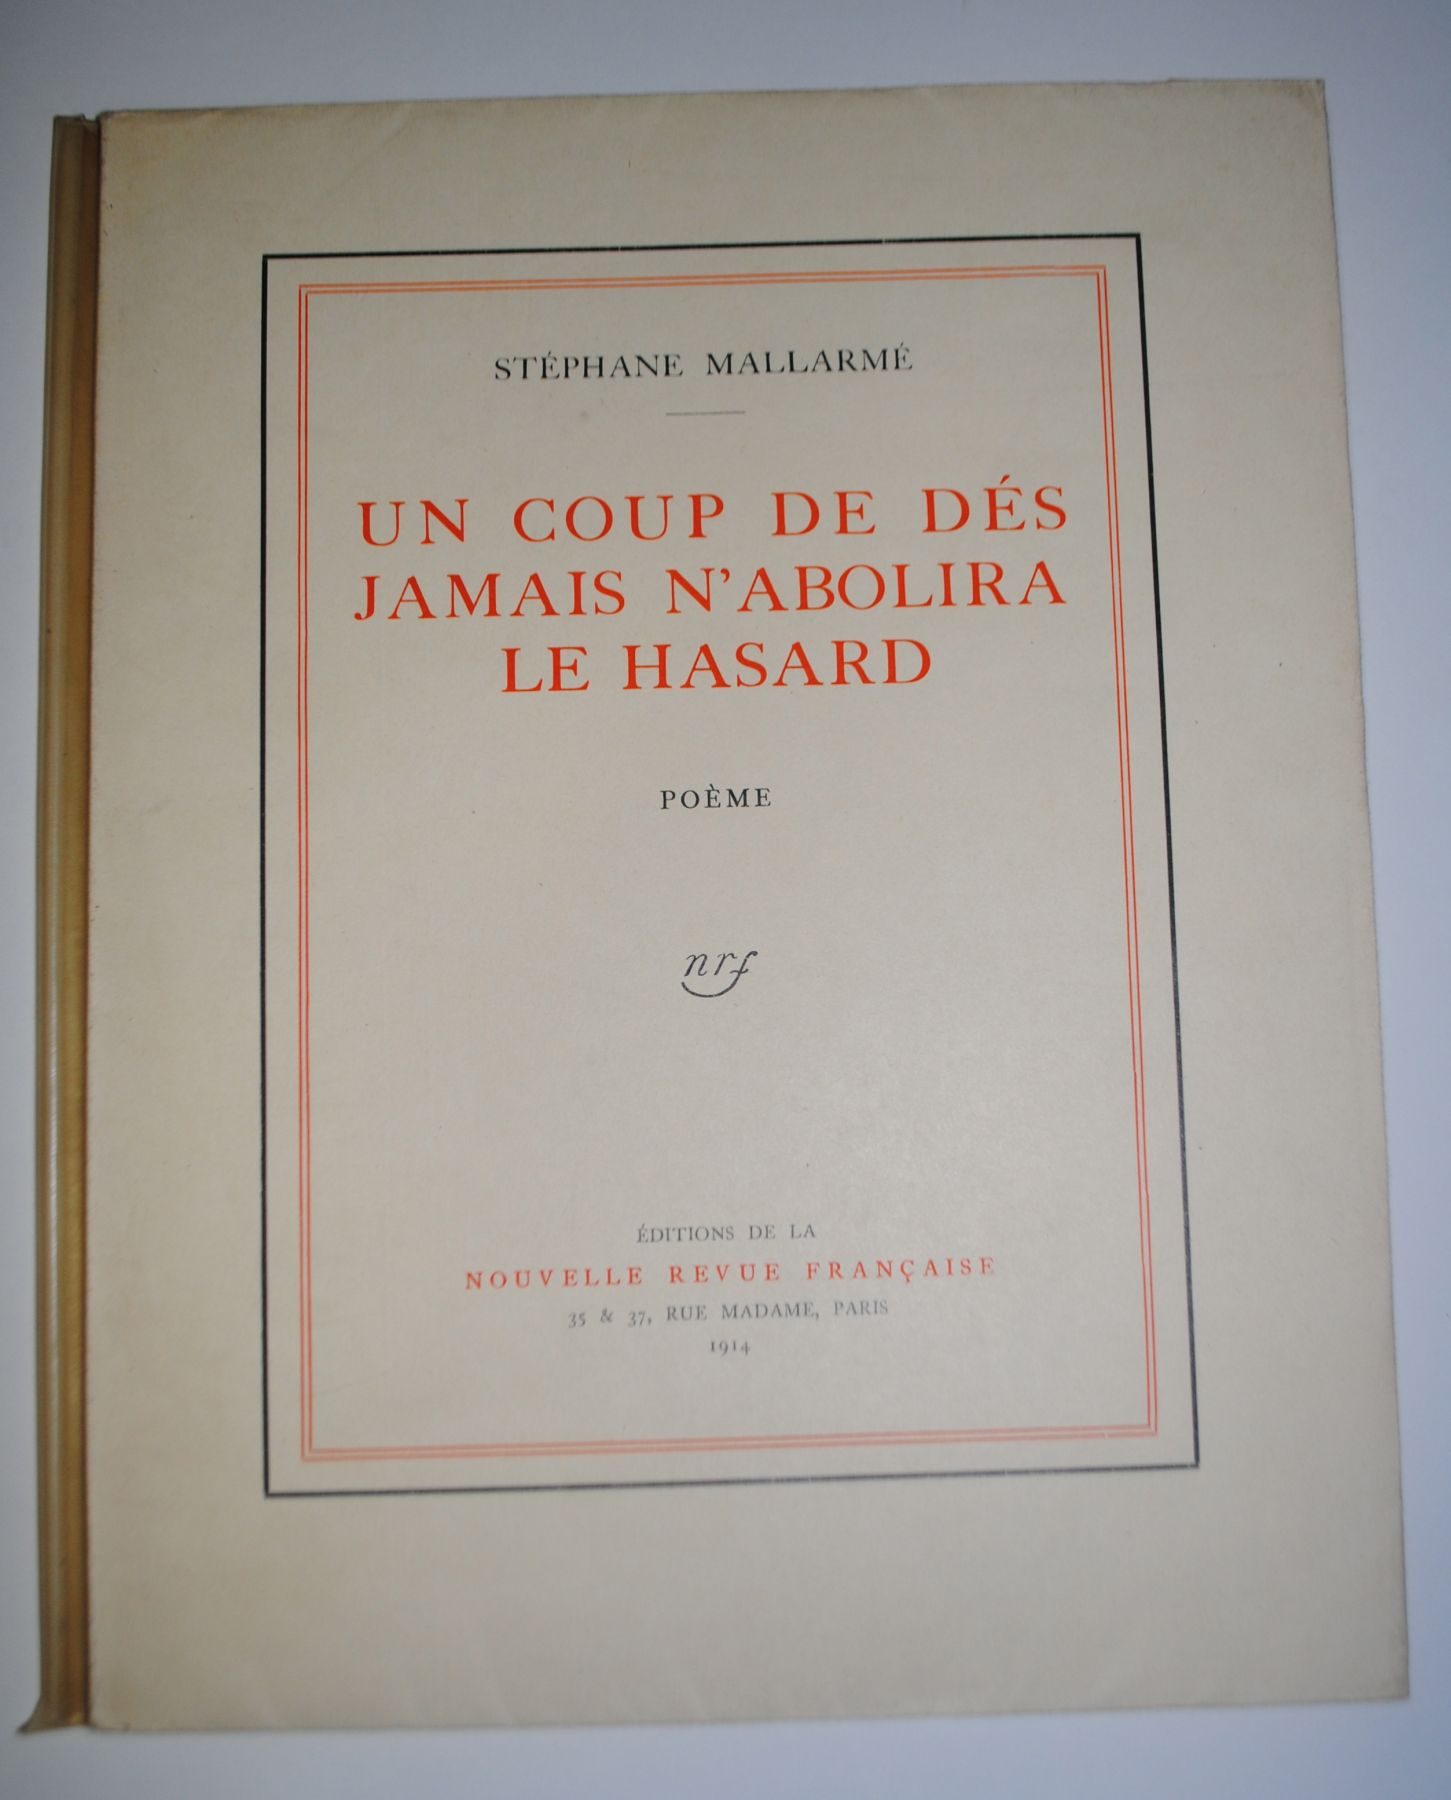 STÉPHANE MALLARMÉ
UN COUP DE DÉS
JAMAIS N'ABOLIRA
LE HASARD
POÈME
nrf
ÉDITIONS DE LA
NOUVELLE REVUE FRANÇAISE
35 & 37, RUE MADAME, PARIS
1914